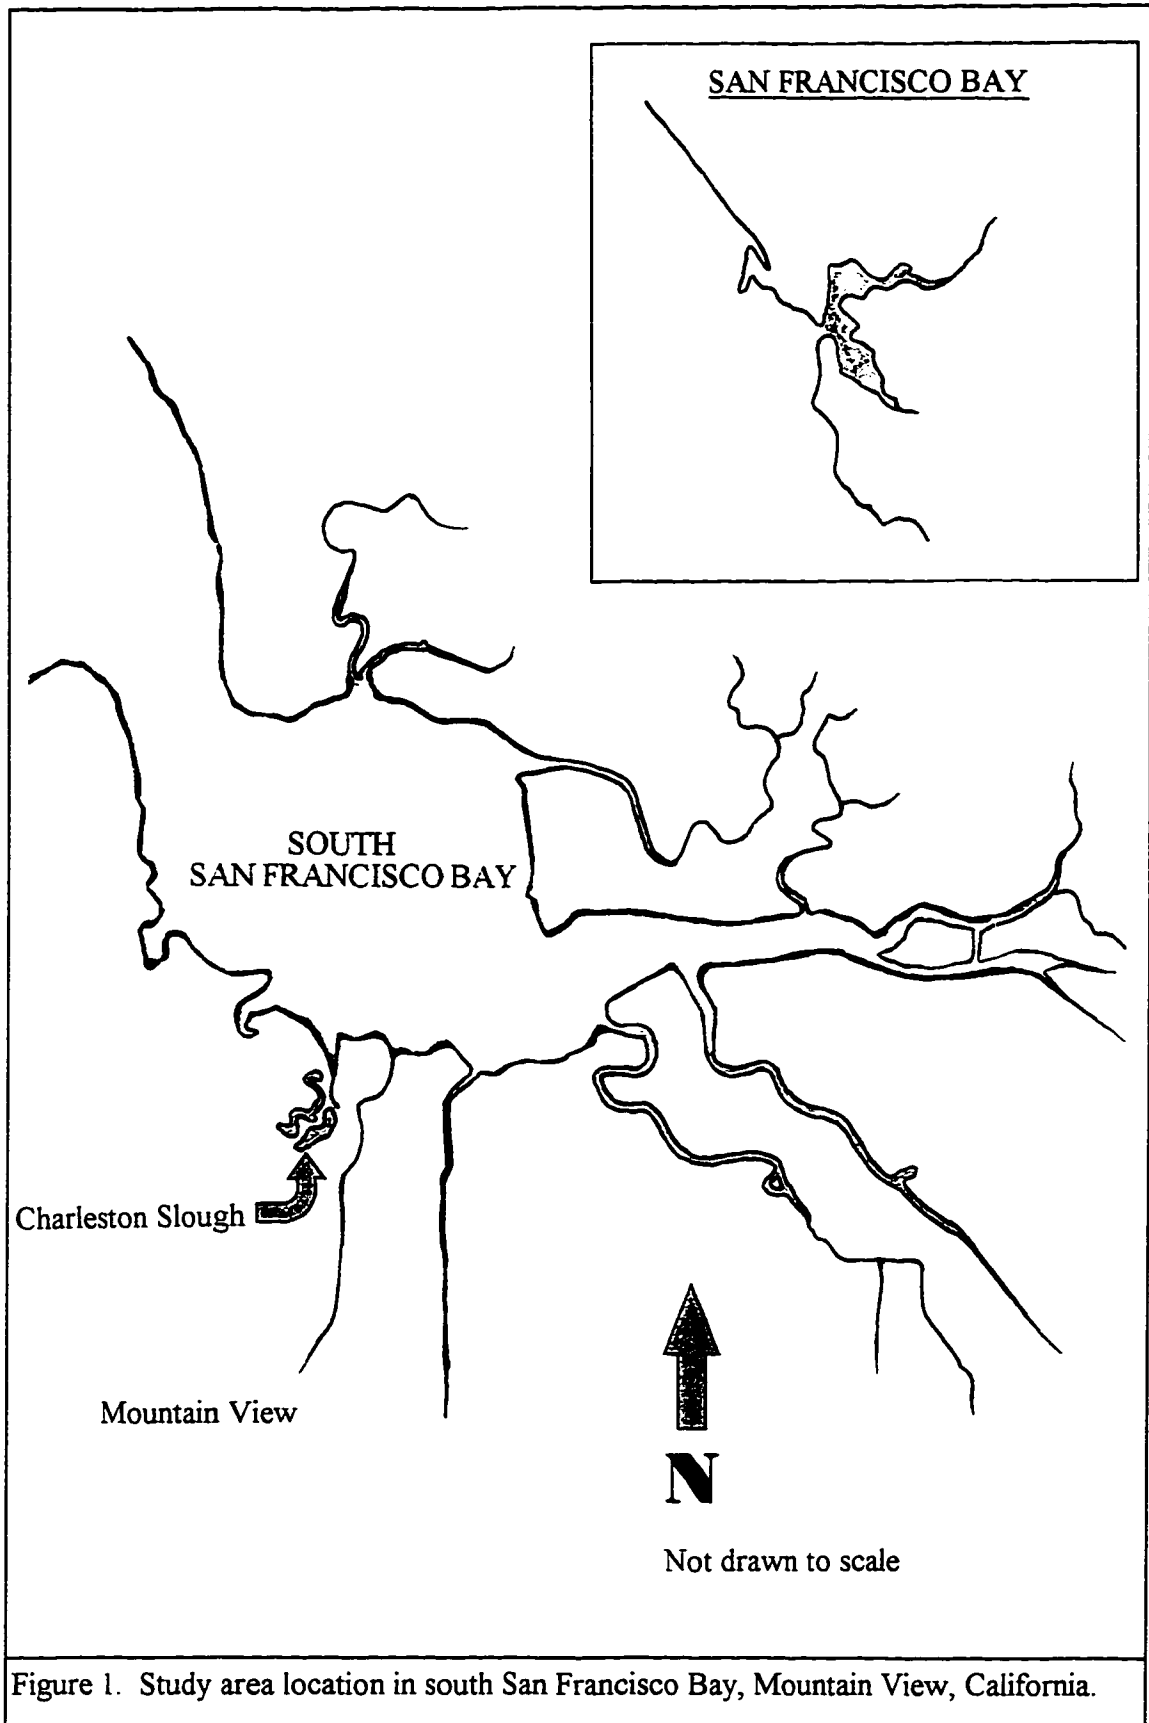 SAN FRANCISCO BAY
SOUTH
SAN FRANCISCO BAY
Charleston Slough
Mountain View
N
Not drawn to scale
Figure 1. Study area location in south San Francisco Bay, Mountain View, California.